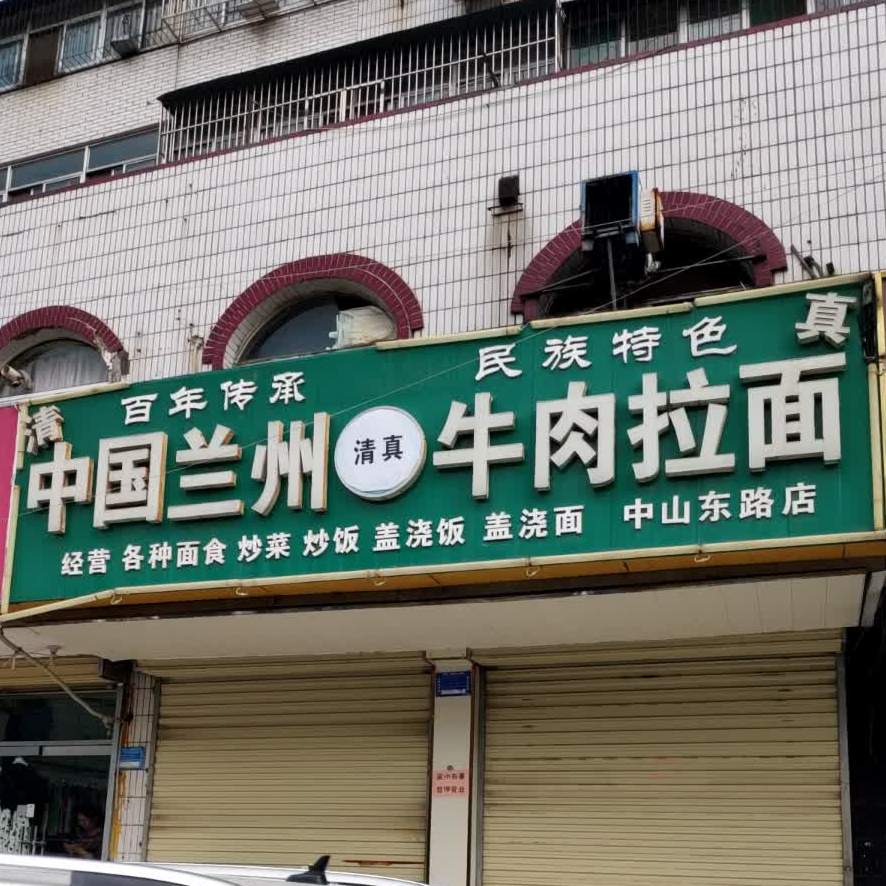 清 真
百年传承 民族特色
中国兰州 清真 牛肉拉面
经营 各种面食 炒菜 炒饭 盖浇饭 盖浇面 中山东路店